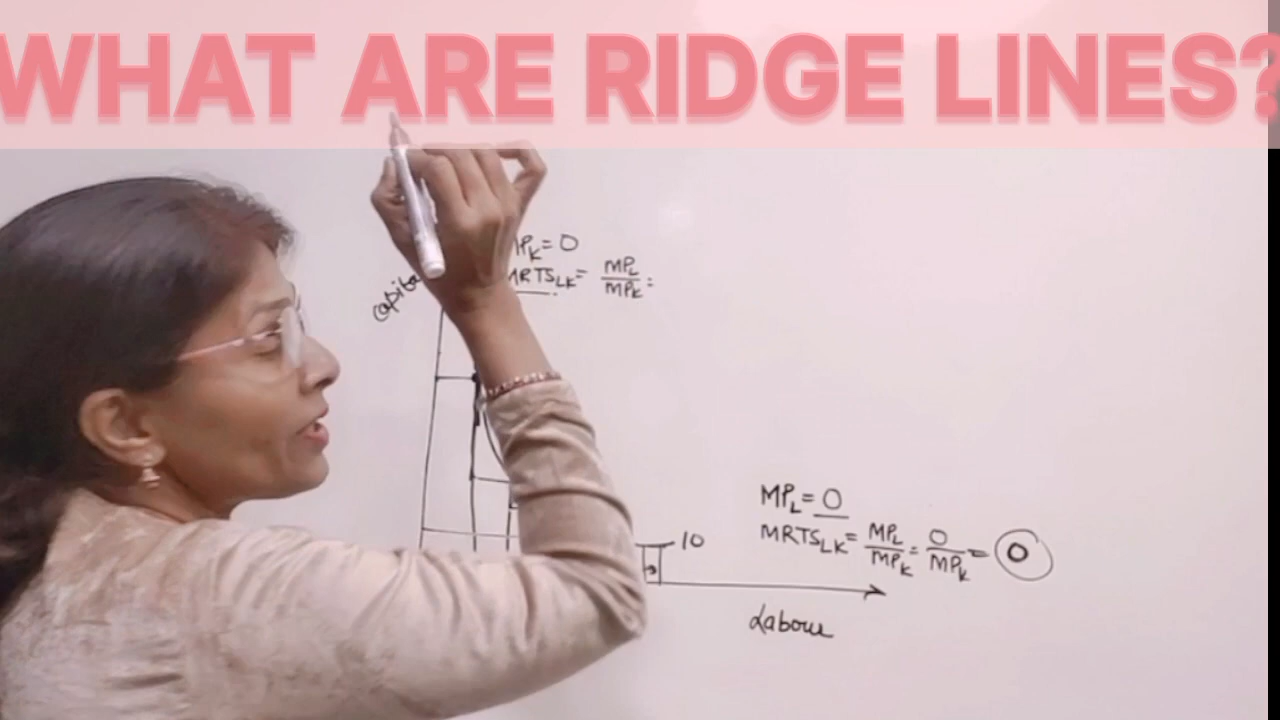 WHAT ARE RIDGE LINES?
MPK = 0
MRTSLK = MPL/MPK =
10
MPL = 0
MRTSLK = MPL/MPK = 0/MPK = 0
Labour